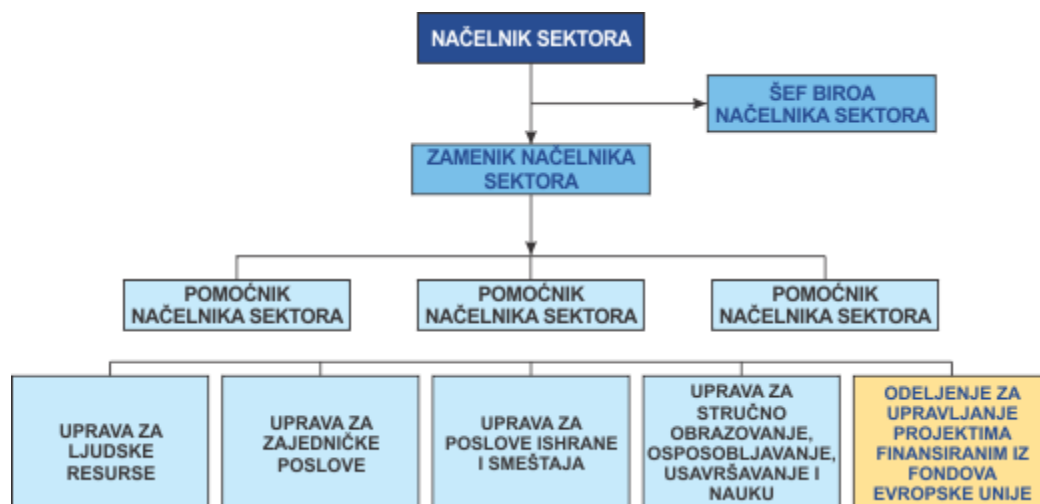 NAČELNIK SEKTORA
ŠEF BIROA
NAČELNIKA SEKTORA
ZAMENIK NAČELNIKA
SEKTORA
POMOĆNIK
NAČELNIKA SEKTORA
POMOĆNIK
NAČELNIKA SEKTORA
POMOĆNIK
NAČELNIKA SEKTORA
UPRAVA ZA
LJUDSKE
RESURSE
UPRAVA ZA
ZAJEDNIČKE
POSLOVE
UPRAVA ZA
POSLOVE ISHRANE
I SMEŠTAJA
UPRAVA ZA
STRUČNO
OBRAZOVANJE,
OSPOSOBLJAVANJE,
USAVRŠAVANJE I
NAUKU
ODELJENJE ZA
UPRAVLJANJE
PROJEKTIMA
FINANSIRANIM IZ
FONDOVA
EVROPSKE UNIJE